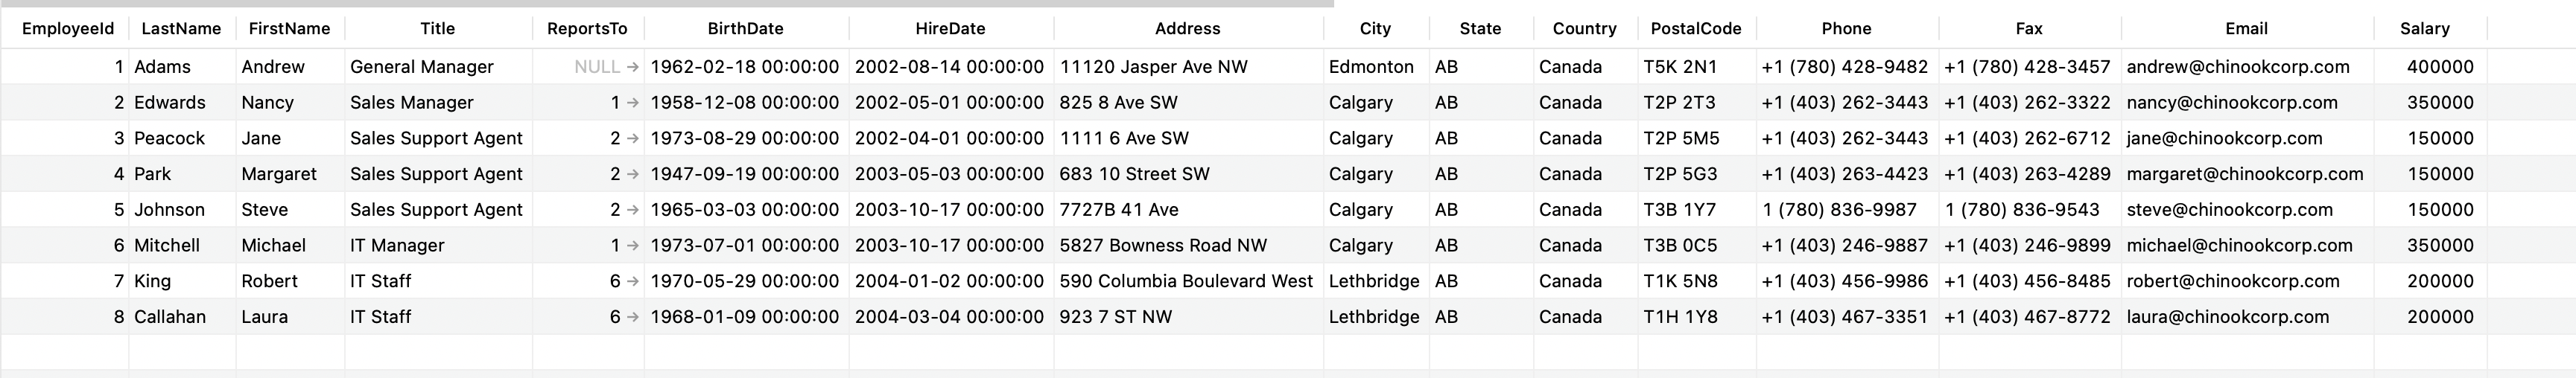 EmployeeId LastName FirstName Title ReportsTo BirthDate HireDate Address City State Country PostalCode Phone Fax Email Salary
1 Adams Andrew General Manager NULL → 1962-02-18 00:00:00 2002-08-14 00:00:00 11120 Jasper Ave NW Edmonton AB Canada T5K 2N1 +1 (780) 428-9482 +1 (780) 428-3457 andrew@chinookcorp.com 400000
2 Edwards Nancy Sales Manager 1 → 1958-12-08 00:00:00 2002-05-01 00:00:00 825 8 Ave SW Calgary AB Canada T2P 2T3 +1 (403) 262-3443 +1 (403) 262-3322 nancy@chinookcorp.com 350000
3 Peacock Jane Sales Support Agent 2 → 1973-08-29 00:00:00 2002-04-01 00:00:00 1111 6 Ave SW Calgary AB Canada T2P 5M5 +1 (403) 262-3443 +1 (403) 262-6712 jane@chinookcorp.com 150000
4 Park Margaret Sales Support Agent 2 → 1947-09-19 00:00:00 2003-05-03 00:00:00 683 10 Street SW Calgary AB Canada T2P 5G3 +1 (403) 263-4423 +1 (403) 263-4289 margaret@chinookcorp.com 150000
5 Johnson Steve Sales Support Agent 2 → 1965-03-03 00:00:00 2003-10-17 00:00:00 7727B 41 Ave Calgary AB Canada T3B 1Y7 1 (780) 836-9987 1 (780) 836-9543 steve@chinookcorp.com 150000
6 Mitchell Michael IT Manager 1 → 1973-07-01 00:00:00 2003-10-17 00:00:00 5827 Bowness Road NW Calgary AB Canada T3B 0C5 +1 (403) 246-9887 +1 (403) 246-9899 michael@chinookcorp.com 350000
7 King Robert IT Staff 6 → 1970-05-29 00:00:00 2004-01-02 00:00:00 590 Columbia Boulevard West Lethbridge AB Canada T1K 5N8 +1 (403) 456-9986 +1 (403) 456-8485 robert@chinookcorp.com 200000
8 Callahan Laura IT Staff 6 → 1968-01-09 00:00:00 2004-03-04 00:00:00 923 7 ST NW Lethbridge AB Canada T1H 1Y8 +1 (403) 467-3351 +1 (403) 467-8772 laura@chinookcorp.com 200000